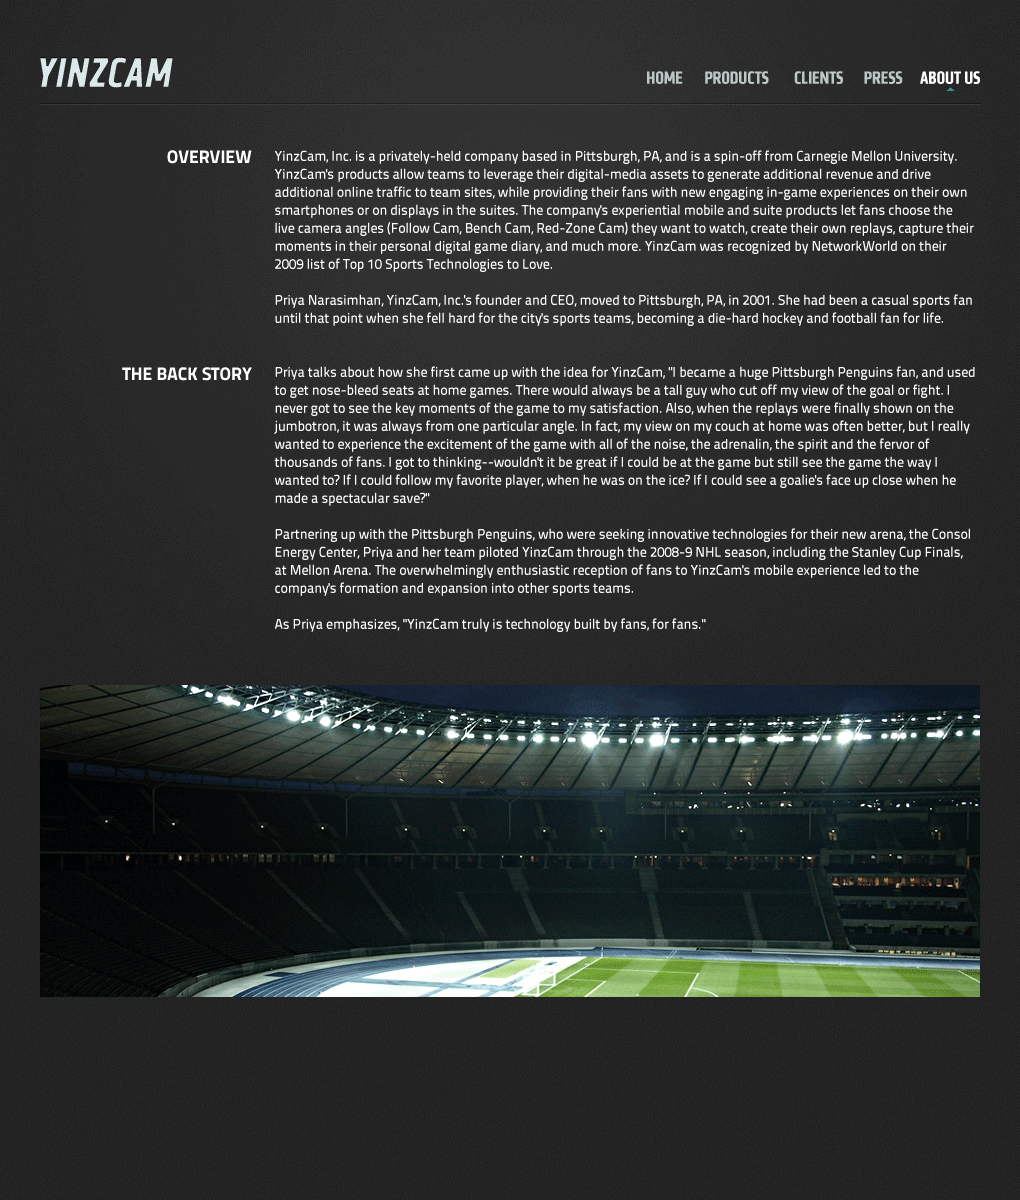 YINZCAM
HOME PRODUCTS CLIENTS PRESS ABOUT US
OVERVIEW
YinzCam, Inc. is a privately-held company based in Pittsburgh, PA, and is a spin-off from Carnegie Mellon University.
YinzCam's products allow teams to leverage their digital-media assets to generate additional revenue and drive
additional online traffic to team sites, while providing their fans with new engaging in-game experiences on their own
smartphones or on displays in the suites. The company's experiential mobile and suite products let fans choose the
live camera angles (Follow Cam, Bench Cam, Red-Zone Cam) they want to watch, create their own replays, capture their
moments in their personal digital game diary, and much more. YinzCam was recognized by NetworkWorld on their
2009 list of Top 10 Sports Technologies to Love.
Priya Narasimhan, YinzCam, Inc.'s founder and CEO, moved to Pittsburgh, PA, in 2001. She had been a casual sports fan
until that point when she fell hard for the city's sports teams, becoming a die-hard hockey and football fan for life.
THE BACK STORY
Priya talks about how she first came up with the idea for YinzCam, "I became a huge Pittsburgh Penguins fan, and used
to get nose-bleed seats at home games. There would always be a tall guy who cut off my view of the goal or fight. I
never got to see the key moments of the game to my satisfaction. Also, when the replays were finally shown on the
jumbotron, it was always from one particular angle. In fact, my view on my couch at home was often better, but I really
wanted to experience the excitement of the game with all of the noise, the adrenalin, the spirit and the fervor of
thousands of fans. I got to thinking--wouldn't it be great if I could be at the game but still see the game the way I
wanted to? If I could follow my favorite player, when he was on the ice? If I could see a goalie's face up close when he
made a spectacular save?"
Partnering up with the Pittsburgh Penguins, who were seeking innovative technologies for their new arena, the Consol
Energy Center, Priya and her team piloted YinzCam through the 2008-9 NHL season, including the Stanley Cup Finals,
at Mellon Arena. The overwhelmingly enthusiastic reception of fans to YinzCam's mobile experience led to the
company's formation and expansion into other sports teams.
As Priya emphasizes, "YinzCam truly is technology built by fans, for fans."